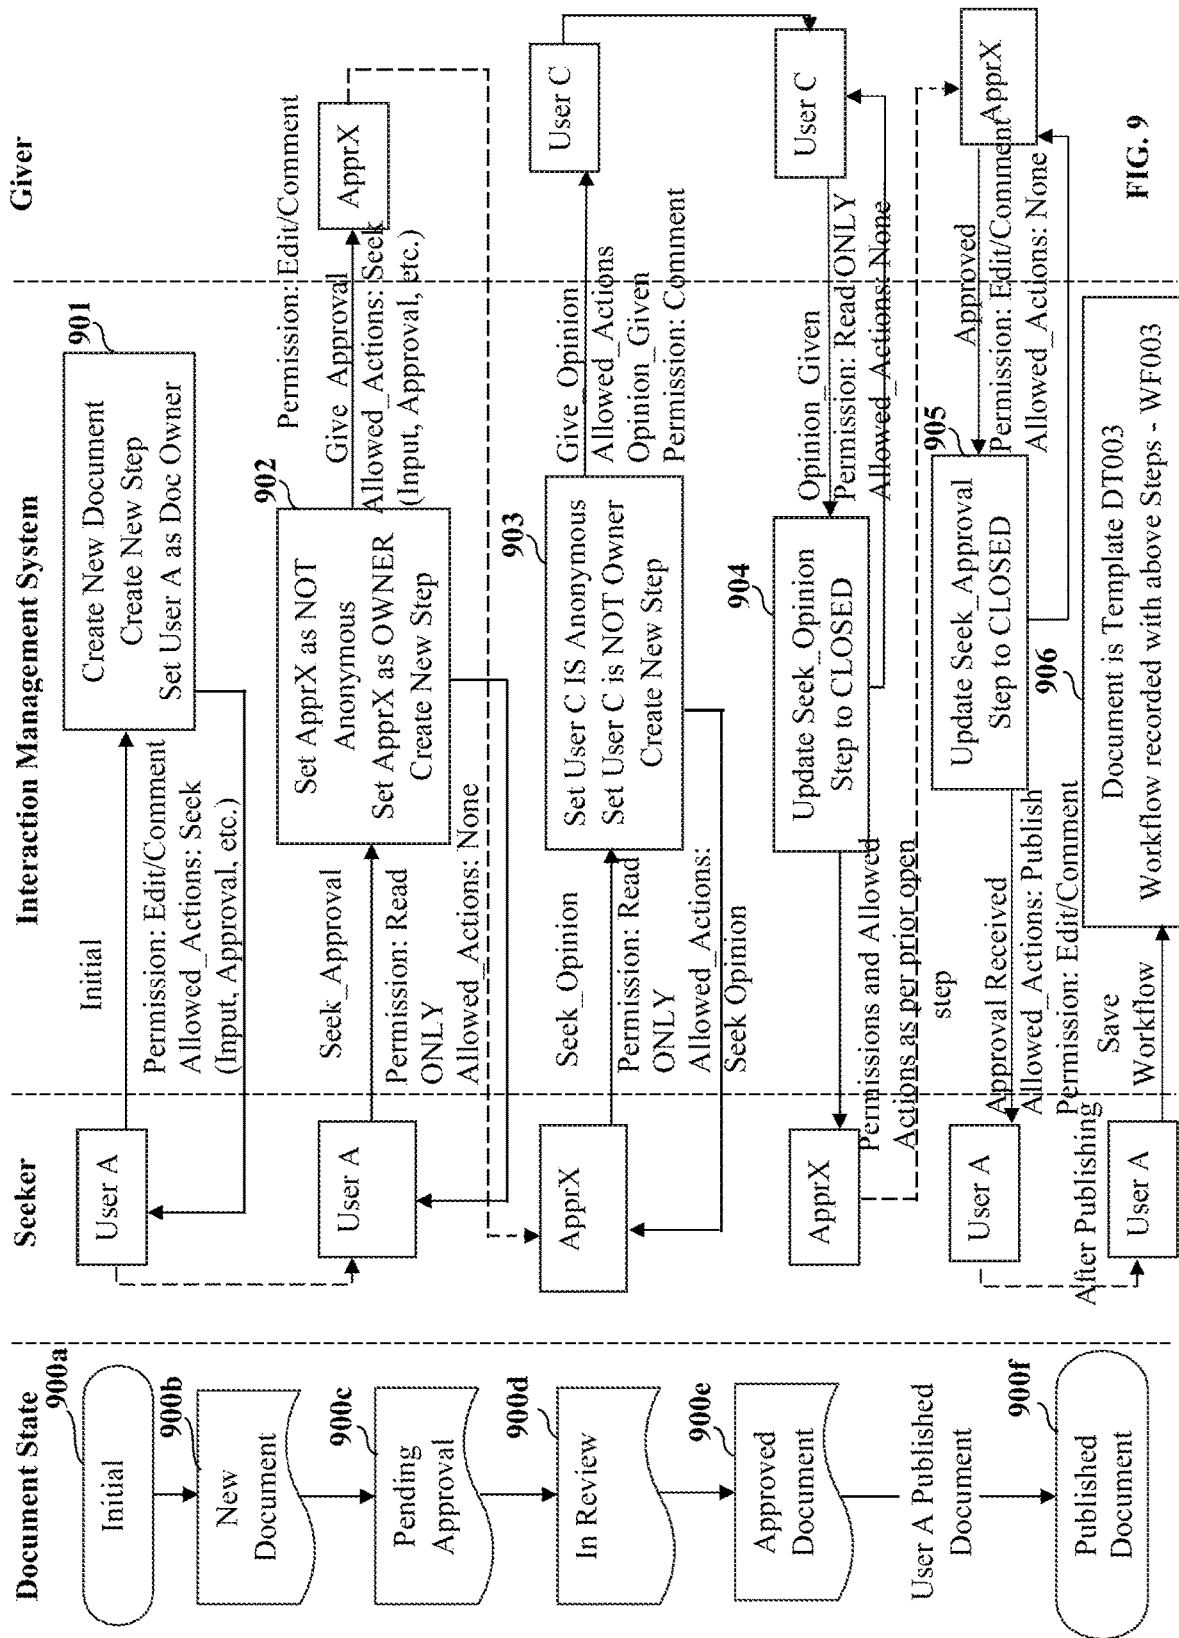 Document State
Seeker
Interaction Management System
Giver
900a
Initial
900b
New
Document
900c
Pending
Approval
900d
In Review
900e
Approved
Document
User A Published
Document
900f
Published
Document
User A
Initial
Permission: Edit/Comment
Allowed_Actions: Seek
(Input, Approval, etc.)
901
Create New Document
Create New Step
Set User A as Doc Owner
User A
Seek_Approval
Permission: Read
ONLY
Allowed_Actions: None
902
Set ApprX as NOT
Anonymous
Set ApprX as OWNER
Create New Step
Permission: Edit/Comment
Give_Approval
Allowed_Actions: Seek
(Input, Approval, etc.)
ApprX
ApprX
Seek_Opinion
Permission: Read
ONLY
Allowed_Actions:
Seek Opinion
903
Set User C IS Anonymous
Set User C is NOT Owner
Create New Step
Give_Opinion
Allowed_Actions
Opinion_Given
Permission: Comment
User C
ApprX
Permissions and Allowed
Actions as per prior open
step
904
Update Seek_Opinion
Step to CLOSED
Opinion_Given
Permission: Read ONLY
Allowed_Actions: None
User C
User A
Approval Received
Allowed_Actions: Publish
Permission: Edit/Comment
905
Update Seek_Approval
Step to CLOSED
Approved
Permission: Edit/Comment
Allowed_Actions: None
ApprX
After Publishing
User A
Save
Workflow
906
Document is Template DT003
Workflow recorded with above Steps - WF003
FIG. 9